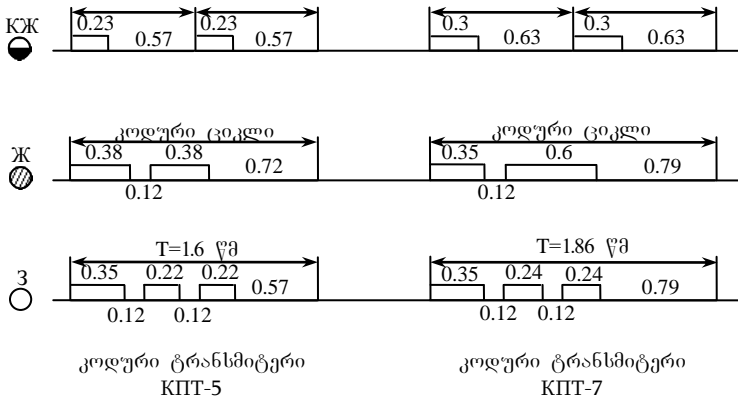 КЖ 0.23 0.57 0.23 0.57 0.3 0.63 0.3 0.63
კოდური ციკლი კოდური ციკლი
Ж 0.38 0.38 0.72 0.35 0.6 0.79
0.12 0.12
T=1.6 წმ T=1.86 წმ
З 0.35 0.22 0.22 0.57 0.35 0.24 0.24 0.79
0.12 0.12 0.12 0.12
კოდური ტრანსმიტერი კოდური ტრანსმიტერი
КПТ-5 КПТ-7